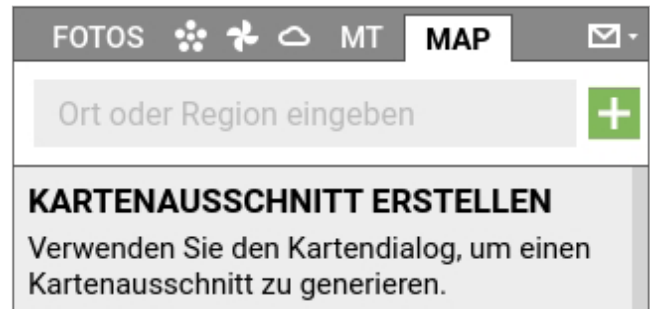 FOTOS MT MAP
Ort oder Region eingeben
KARTENAUSSCHNITT ERSTELLEN
Verwenden Sie den Kartendialog, um einen
Kartenausschnitt zu generieren.